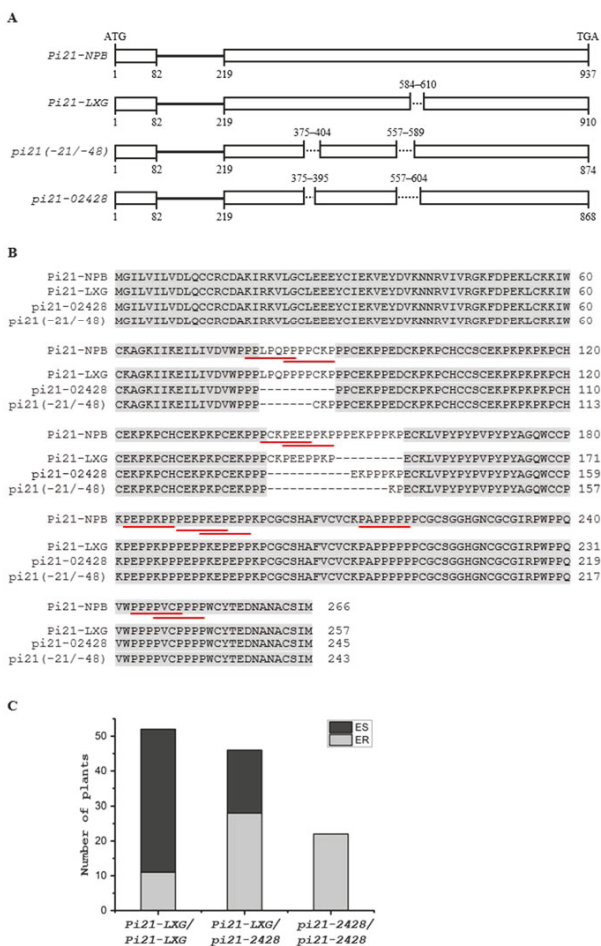 A
ATG TGA
Pi21-NPB
1 82 219 937
584–610
Pi21-LXG
1 82 219 910
375–404 557–589
pi21(-21/-48)
1 82 219 874
375–395 557–604
pi21-02428
1 82 219 868
B
Pi21-NPB MGILVILVDLQCCRCDAKIRKVLGCLEEEYCIEKVEYDVKNNRVIVRGKFDPEKLCKKIW 60
Pi21-LXG MGILVILVDLQCCRCDAKIRKVLGCLEEEYCIEKVEYDVKNNRVIVRGKFDPEKLCKKIW 60
pi21-02428 MGILVILVDLQCCRCDAKIRKVLGCLEEEYCIEKVEYDVKNNRVIVRGKFDPEKLCKKIW 60
pi21(-21/-48) MGILVILVDLQCCRCDAKIRKVLGCLEEEYCIEKVEYDVKNNRVIVRGKFDPEKLCKKIW 60
Pi21-NPB CKAGKIIKEILIVDVWPPPLPQPPPPCKPPPCEKPPEDCKPKPCHCCSCEKPKPKPKPCH 120
Pi21-LXG CKAGKIIKEILIVDVWPPPLPQPPPPCKPPPCEKPPEDCKPKPCHCCSCEKPKPKPKPCH 120
pi21-02428 CKAGKIIKEILIVDVWPPP----------PPCEKPPEDCKPKPCHCCSCEKPKPKPKPCH 110
pi21(-21/-48) CKAGKIIKEILIVDVWPPP-------CKPPPCEKPPEDCKPKPCHCCSCEKPKPKPKPCH 113
Pi21-NPB CEKPKPCHCEKPKPCEKPPPCKPEEPPKPPPEKPPPKPECKLVPYPYPVPYPYAGQWCCP 180
Pi21-LXG CEKPKPCHCEKPKPCEKPPPCKPEEPPKP---------ECKLVPYPYPVPYPYAGQWCCP 171
pi21-02428 CEKPKPCHCEKPKPCEKPPP-----------EKPPPKPECKLVPYPYPVPYPYAGQWCCP 159
pi21(-21/-48) CEKPKPCHCEKPKPCEKPPP----------------KPECKLVPYPYPVPYPYAGQWCCP 157
Pi21-NPB KPEPPKPPPEPPKEPEPPKPCGCSHAFVCVCKPAPPPPPPCGCSGGHGNCGCGIRPWPPQ 240
Pi21-LXG KPEPPKPPPEPPKEPEPPKPCGCSHAFVCVCKPAPPPPPPCGCSGGHGNCGCGIRPWPPQ 231
pi21-02428 KPEPPKPPPEPPKEPEPPKPCGCSHAFVCVCKPAPPPPPPCGCSGGHGNCGCGIRPWPPQ 219
pi21(-21/-48) KPEPPKPPPEPPKEPEPPKPCGCSHAFVCVCKPAPPPPPPCGCSGGHGNCGCGIRPWPPQ 217
Pi21-NPB VWPPPPVCPPPPWCYTEDNANACSIM 266
Pi21-LXG VWPPPPVCPPPPWCYTEDNANACSIM 257
pi21-02428 VWPPPPVCPPPPWCYTEDNANACSIM 245
pi21(-21/-48) VWPPPPVCPPPPWCYTEDNANACSIM 243
C
Number of plants
50
40
30
20
10
0
ES
ER
Pi21-LXG/ Pi21-LXG/ pi21-2428/
Pi21-LXG pi21-2428 pi21-2428